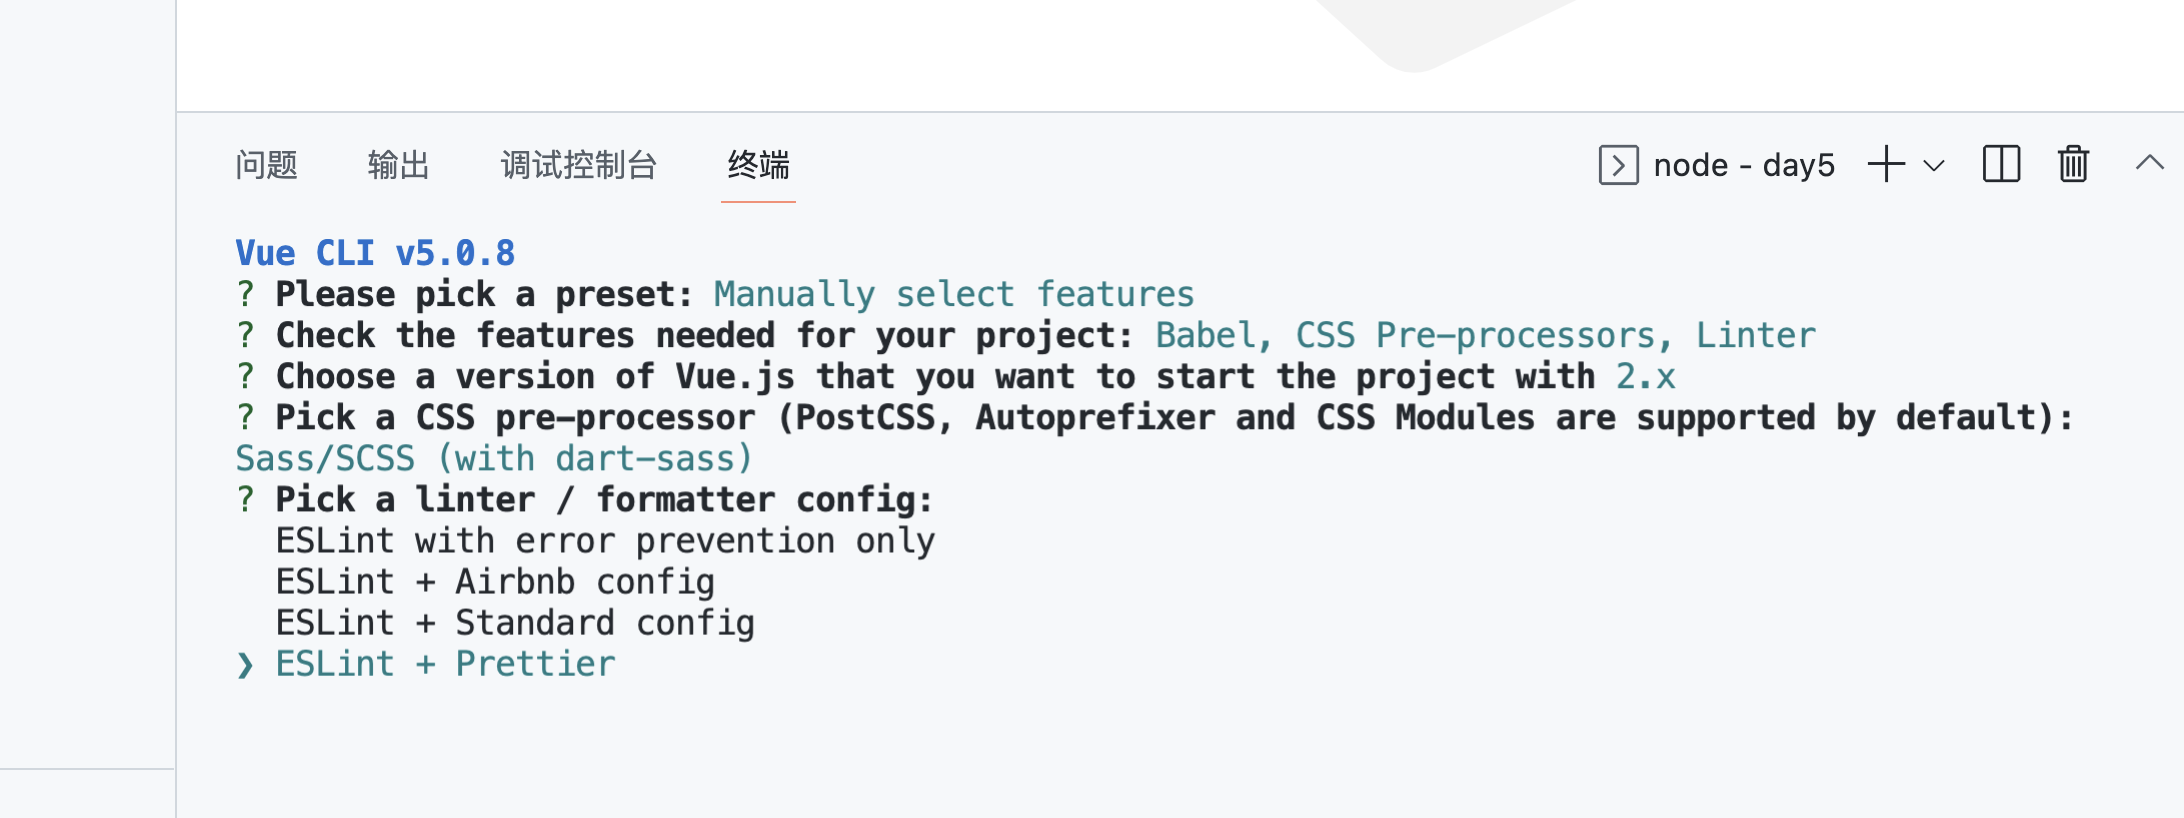 问题 输出 调试控制台 终端 node - day5
Vue CLI v5.0.8
? Please pick a preset: Manually select features
? Check the features needed for your project: Babel, CSS Pre-processors, Linter
? Choose a version of Vue.js that you want to start the project with 2.x
? Pick a CSS pre-processor (PostCSS, Autoprefixer and CSS Modules are supported by default):
Sass/SCSS (with dart-sass)
? Pick a linter / formatter config:
ESLint with error prevention only
ESLint + Airbnb config
ESLint + Standard config
❯ ESLint + Prettier